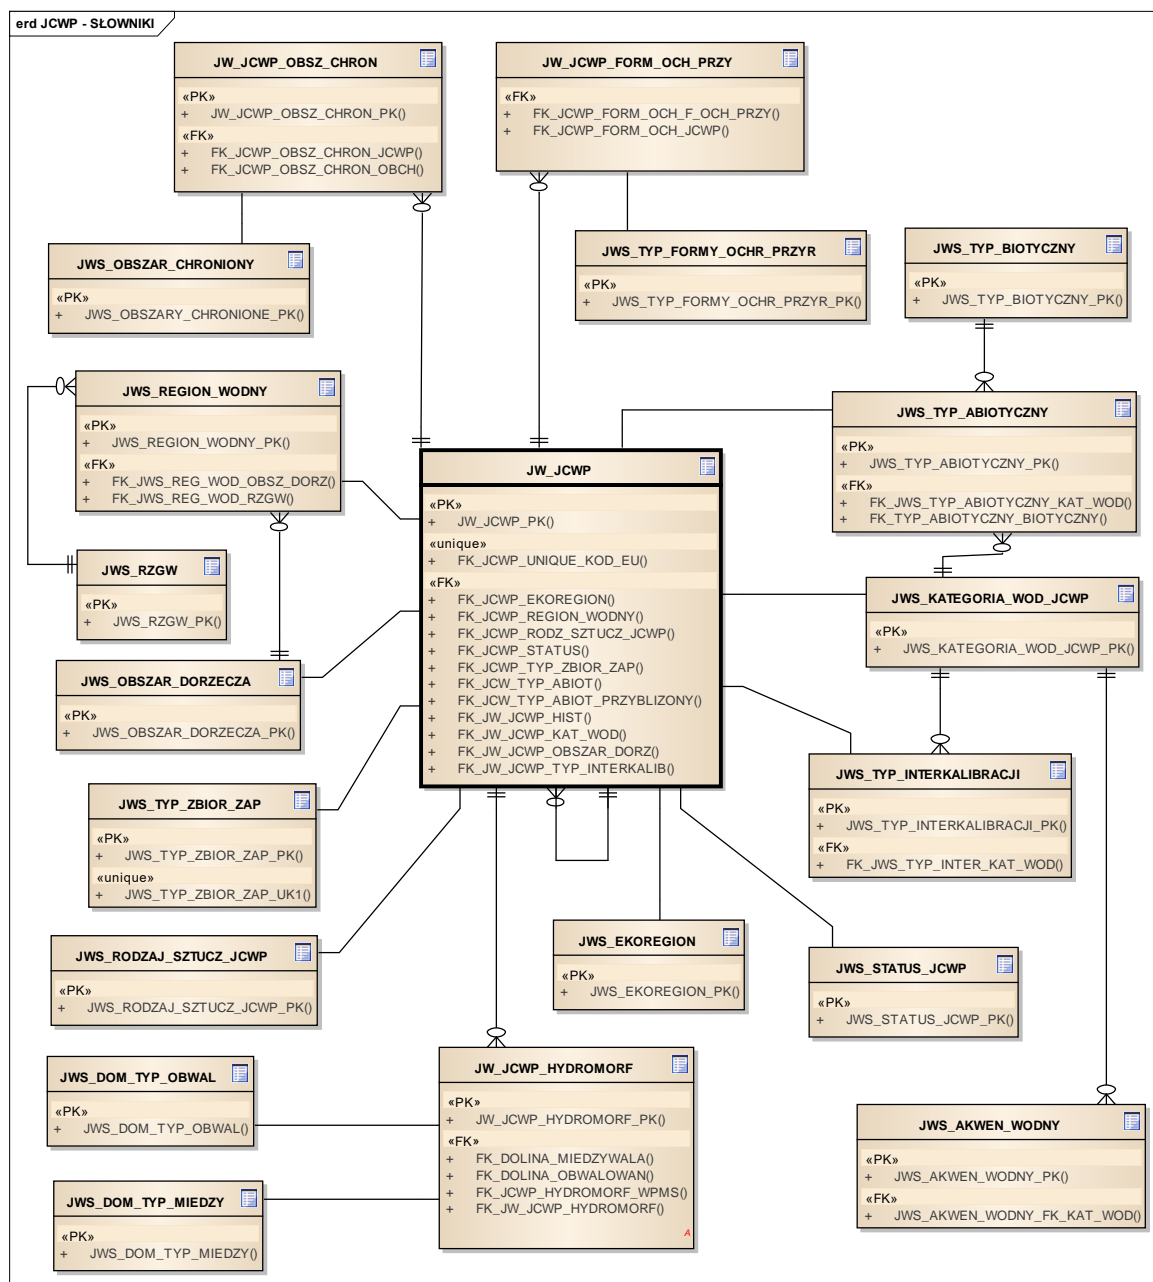 erd JCWP - SŁOWNIKI
JW_JCWP_OBSZ_CHRON
«PK»
+ JW_JCWP_OBSZ_CHRON_PK()
«FK»
+ FK_JCWP_OBSZ_CHRON_JCWP()
+ FK_JCWP_OBSZ_CHRON_OBCH()
JW_JCWP_FORM_OCH_PRZY
«FK»
+ FK_JCWP_FORM_OCH_F_OCH_PRZY()
+ FK_JCWP_FORM_OCH_JCWP()
JWS_OBSZAR_CHRONIONY
«PK»
+ JWS_OBSZARY_CHRONIONE_PK()
JWS_TYP_FORMY_OCHR_PRZYR
«PK»
+ JWS_TYP_FORMY_OCHR_PRZYR_PK()
JWS_TYP_BIOTYCZNY
«PK»
+ JWS_TYP_BIOTYCZNY_PK()
JWS_REGION_WODNY
«PK»
+ JWS_REGION_WODNY_PK()
«FK»
+ FK_JWS_REG_WOD_OBSZ_DORZ()
+ FK_JWS_REG_WOD_RZGW()
JWS_TYP_ABIOTYCZNY
«PK»
+ JWS_TYP_ABIOTYCZNY_PK()
«FK»
+ FK_JWS_TYP_ABIOTYCZNY_KAT_WOD()
+ FK_TYP_ABIOTYCZNY_BIOTYCZNY()
JW_JCWP
«PK»
+ JW_JCWP_PK()
«unique»
+ FK_JCWP_UNIQUE_KOD_EU()
«FK»
+ FK_JCWP_EKOREGION()
+ FK_JCWP_REGION_WODNY()
+ FK_JCWP_RODZ_SZTUCZ_JCWP()
+ FK_JCWP_STATUS()
+ FK_JCWP_TYP_ZBIOR_ZAP()
+ FK_JCW_TYP_ABIOT()
+ FK_JCW_TYP_ABIOT_PRZYBLIZONY()
+ FK_JW_JCWP_HIST()
+ FK_JW_JCWP_KAT_WOD()
+ FK_JW_JCWP_OBSZAR_DORZ()
+ FK_JW_JCWP_TYP_INTERKALIB()
JWS_RZGW
«PK»
+ JWS_RZGW_PK()
JWS_KATEGORIA_WOD_JCWP
«PK»
+ JWS_KATEGORIA_WOD_JCWP_PK()
JWS_OBSZAR_DORZECZA
«PK»
+ JWS_OBSZAR_DORZECZA_PK()
JWS_TYP_ZBIOR_ZAP
«PK»
+ JWS_TYP_ZBIOR_ZAP_PK()
«unique»
+ JWS_TYP_ZBIOR_ZAP_UK1()
JWS_TYP_INTERKALIBRACJI
«PK»
+ JWS_TYP_INTERKALIBRACJI_PK()
«FK»
+ FK_JWS_TYP_INTER_KAT_WOD()
JWS_RODZAJ_SZTUCZ_JCWP
«PK»
+ JWS_RODZAJ_SZTUCZ_JCWP_PK()
JWS_EKOREGION
«PK»
+ JWS_EKOREGION_PK()
JWS_STATUS_JCWP
«PK»
+ JWS_STATUS_JCWP_PK()
JWS_DOM_TYP_OBWAL
«PK»
+ JWS_DOM_TYP_OBWAL()
JW_JCWP_HYDROMORF
«PK»
+ JW_JCWP_HYDROMORF_PK()
«FK»
+ FK_DOLINA_MIEDZYWALA()
+ FK_DOLINA_OBWALOWAN()
+ FK_JCWP_HYDROMORF_WPMS()
+ FK_JW_JCWP_HYDROMORF()
A
JWS_AKWEN_WODNY
«PK»
+ JWS_AKWEN_WODNY_PK()
«FK»
+ JWS_AKWEN_WODNY_FK_KAT_WOD()
JWS_DOM_TYP_MIEDZY
«PK»
+ JWS_DOM_TYP_MIEDZY()